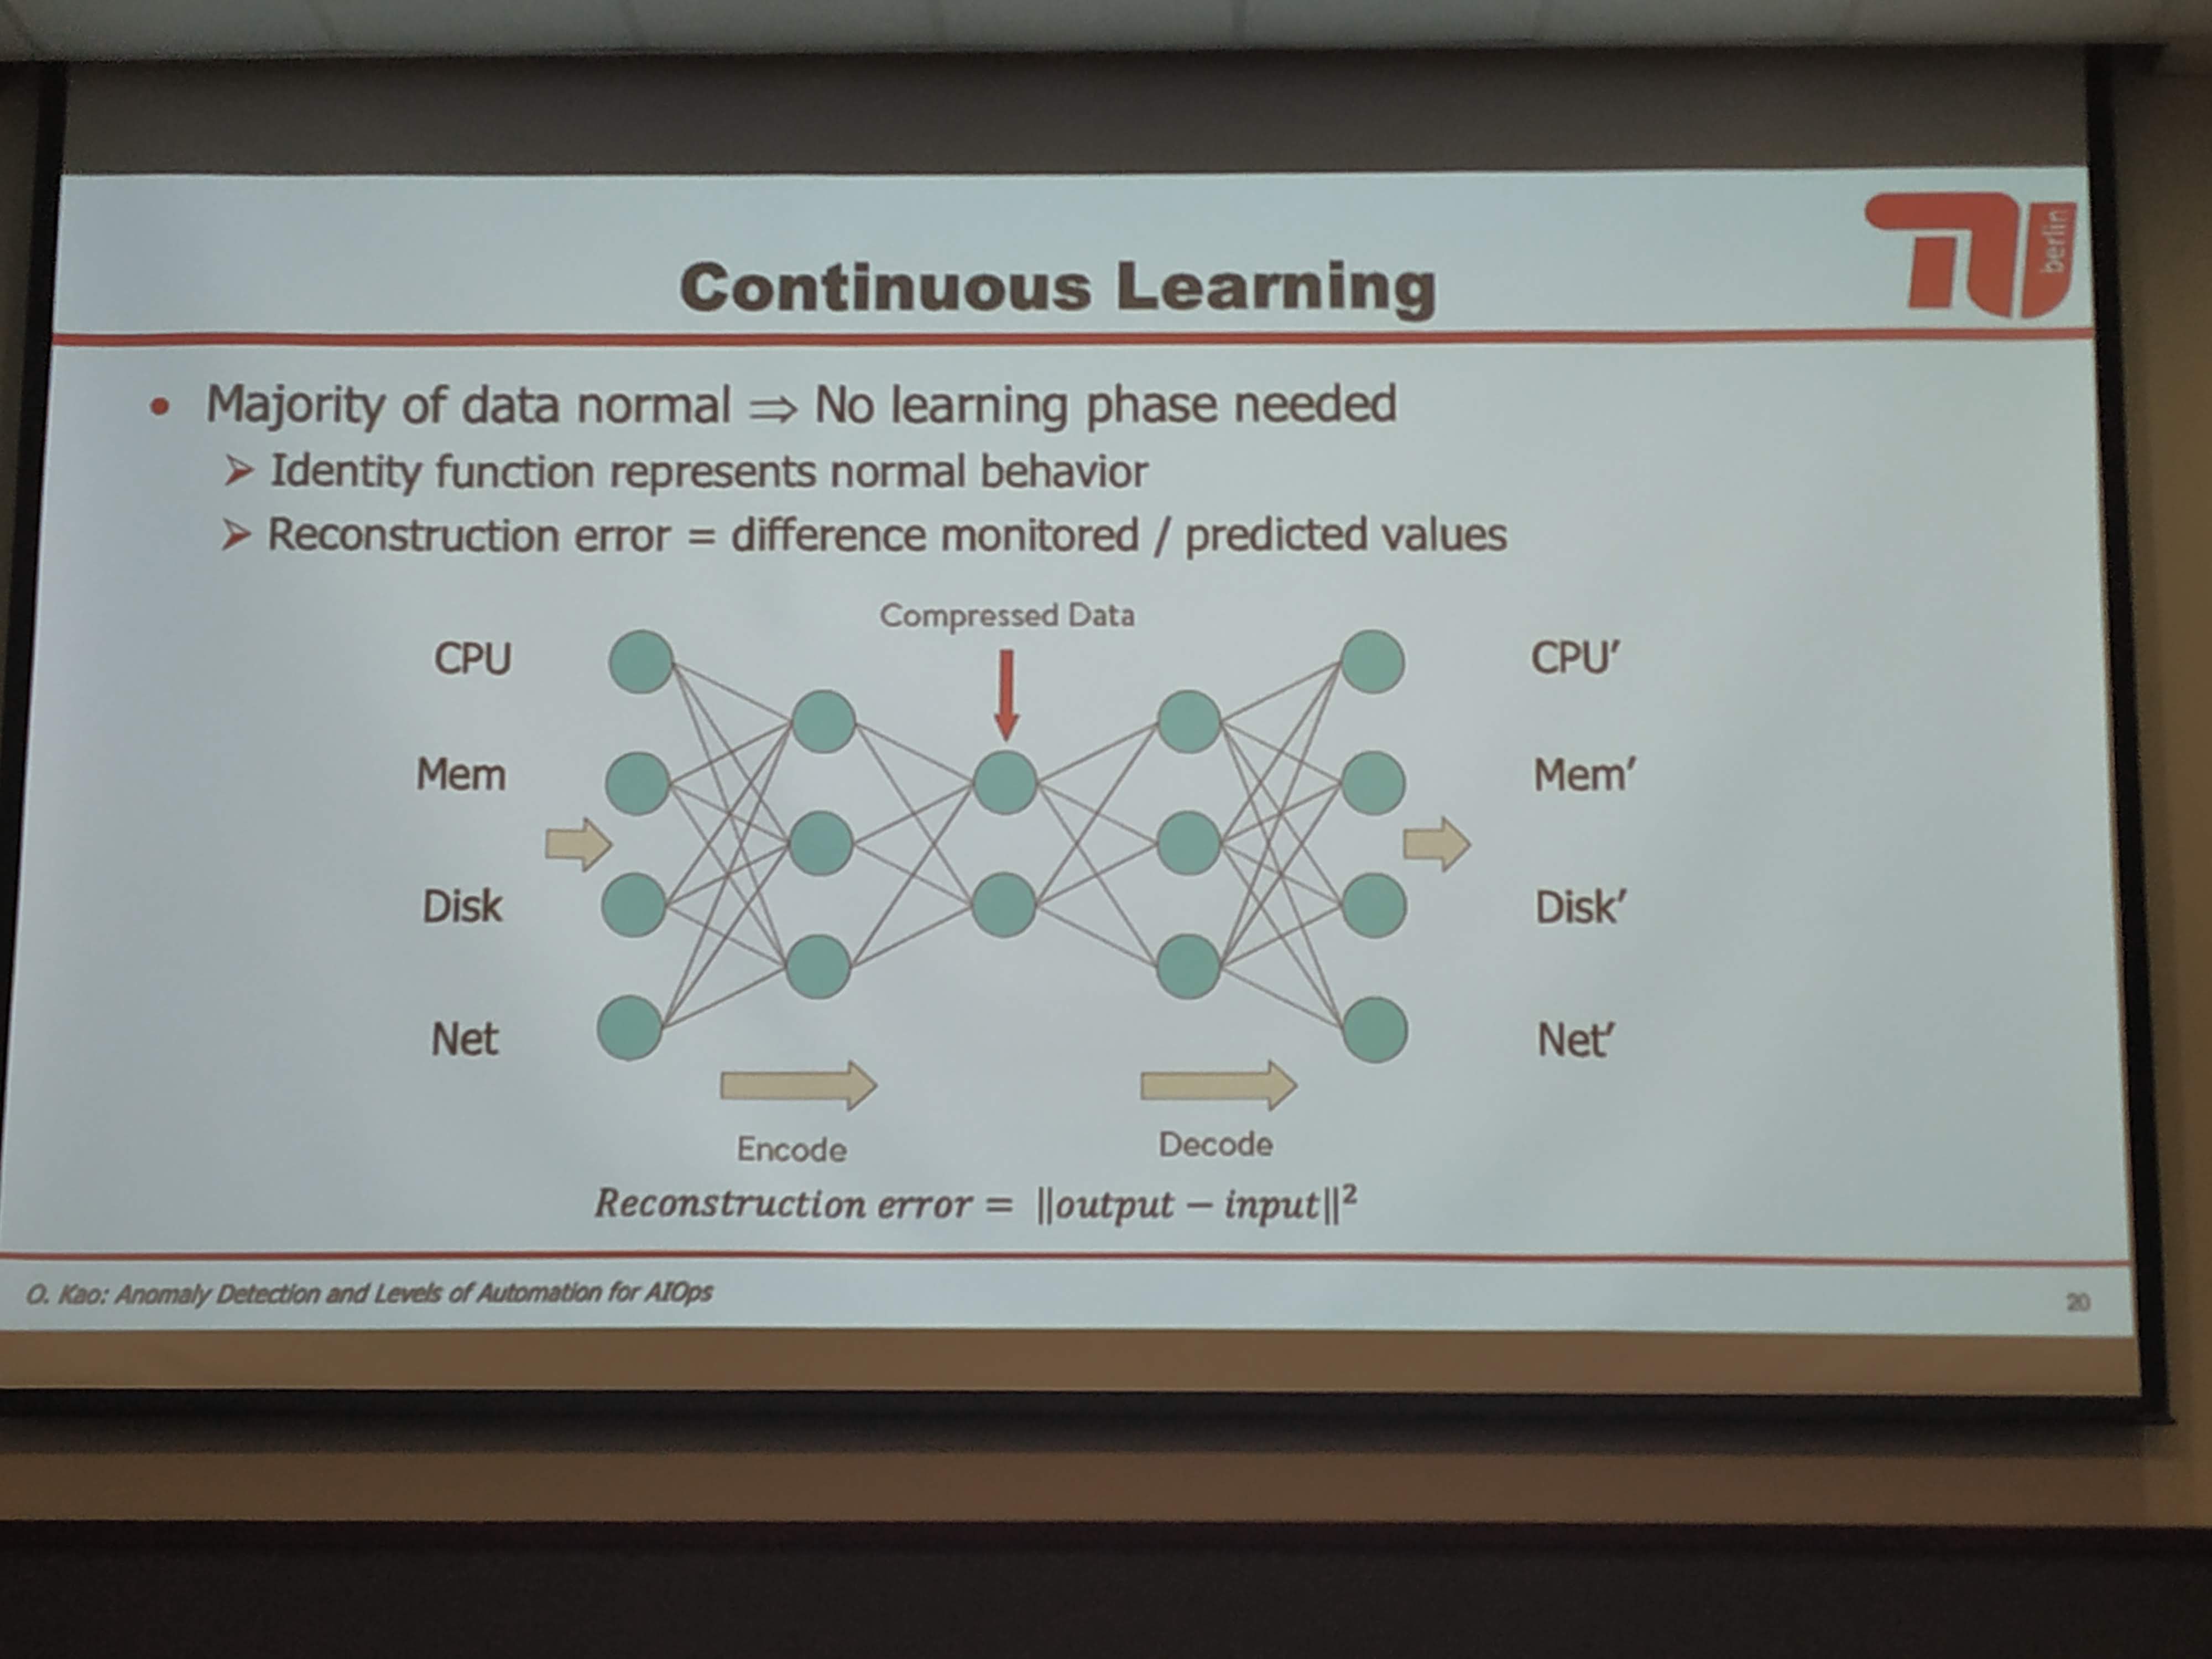 berlin
Continuous Learning
• Majority of data normal ⇒ No learning phase needed
➢ Identity function represents normal behavior
➢ Reconstruction error = difference monitored / predicted values
Compressed Data
CPU CPU′
Mem Mem′
Disk Disk′
Net Net′
Encode Decode
Reconstruction error = ‖output − input‖²
O. Kao: Anomaly Detection and Levels of Automation for AIOps 20